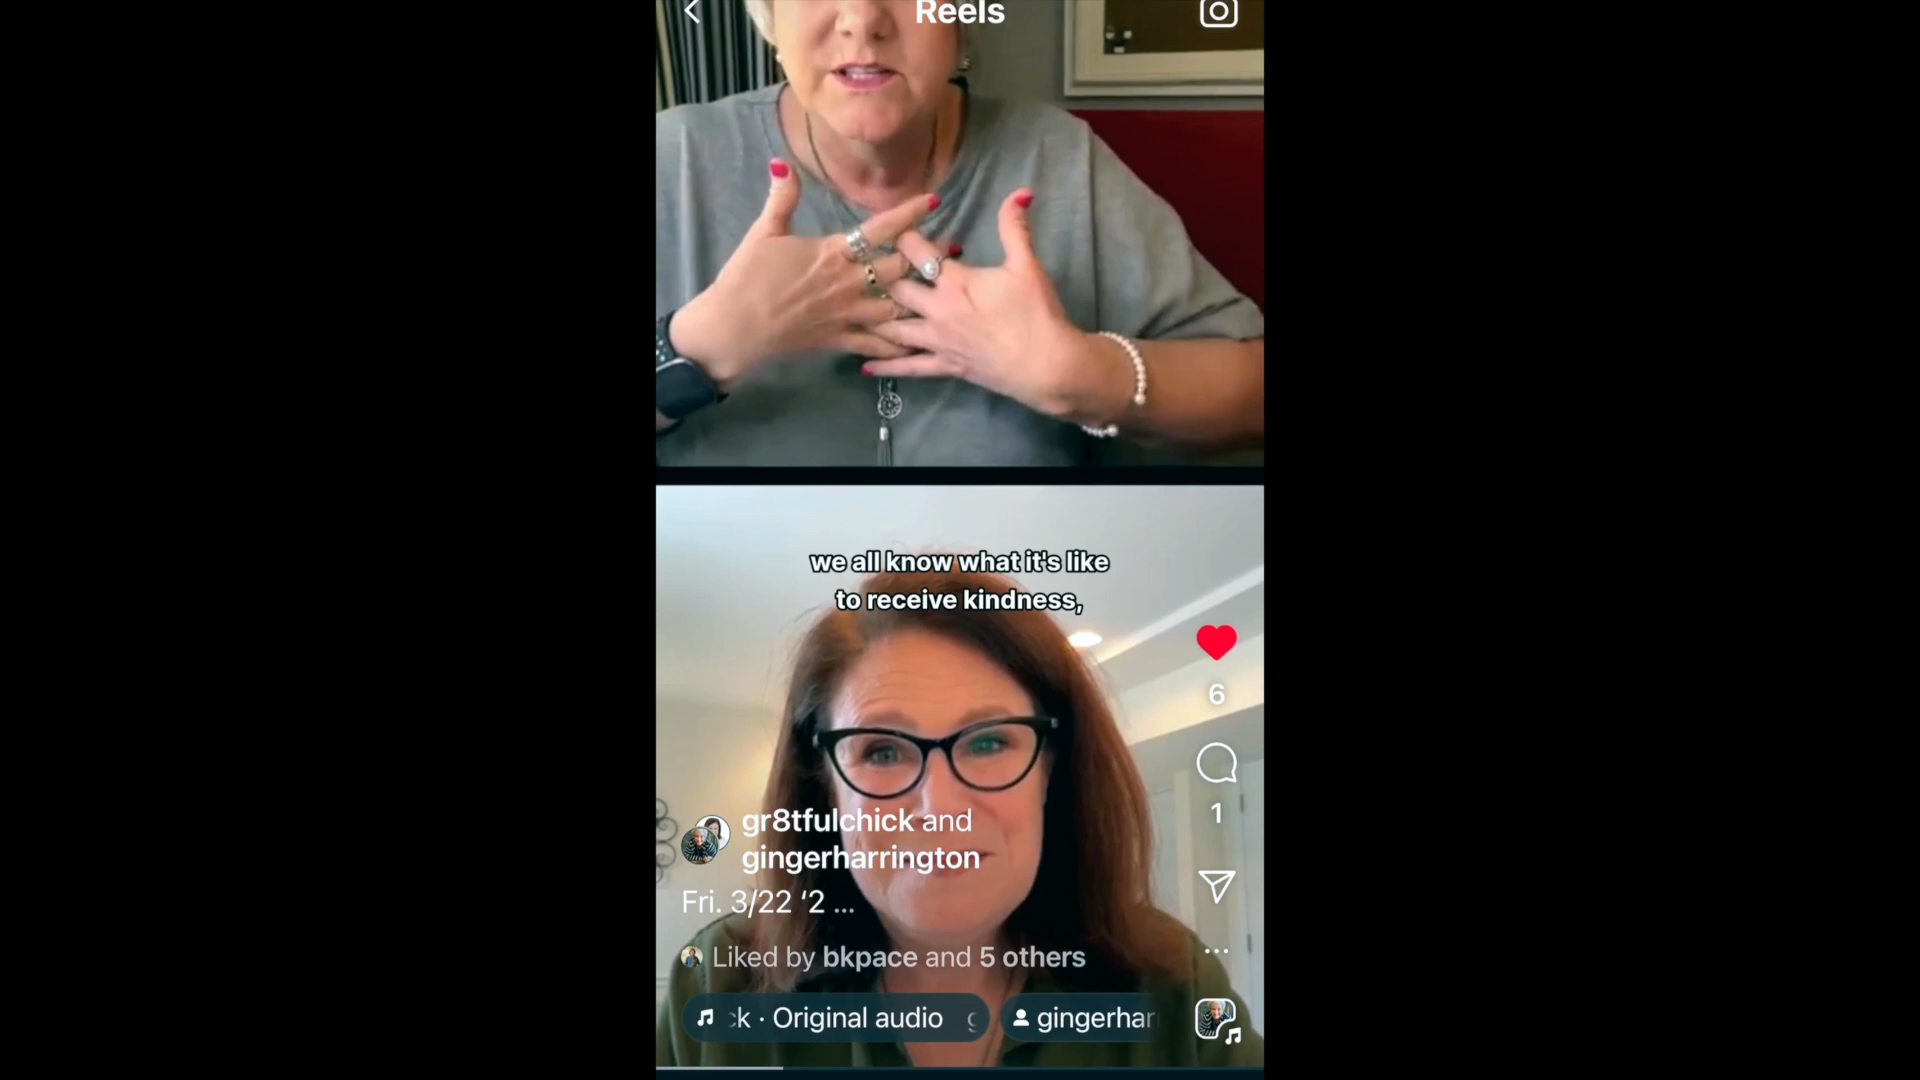 Reels
we all know what it's like
to receive kindness,
6
1
gr8tfulchick and
gingerharrington
Fri. 3/22 ‘2 ...
Liked by bkpace and 5 others
ck · Original audio g
gingerhar